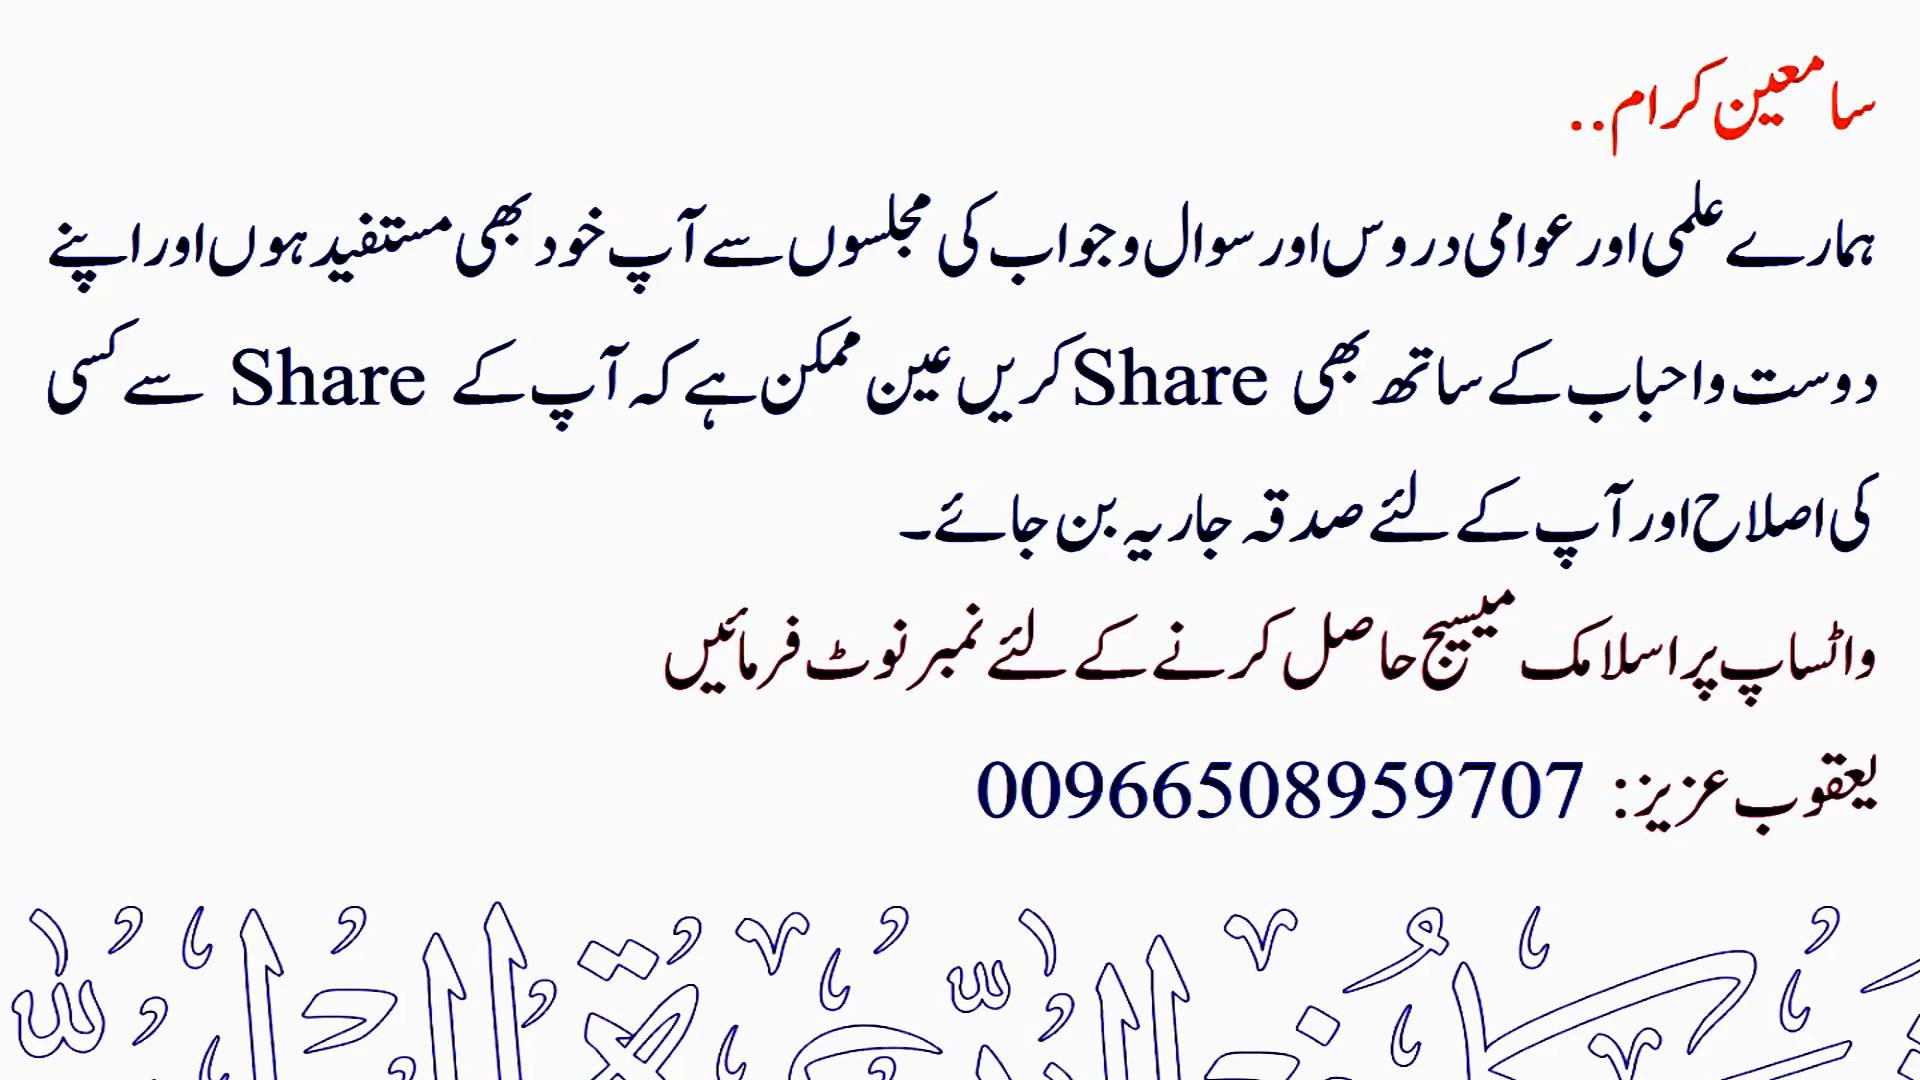 سامعین کرام..
ہمارے علمی اور عوامی دروس اور سوال وجواب کی مجلسوں سے آپ خود بھی مستفید ہوں اور اپنے
دوست واحباب کے ساتھ بھی Share کریں عین ممکن ہے کہ آپ کے Share سے کسی
کی اصلاح اور آپ کے لئے صدقہ جاریہ بن جائے۔
واٹساپ پر اسلامک میسیج حاصل کرنے کے لئے نمبر نوٹ فرمائیں
یعقوب عزیز: 00966508959707